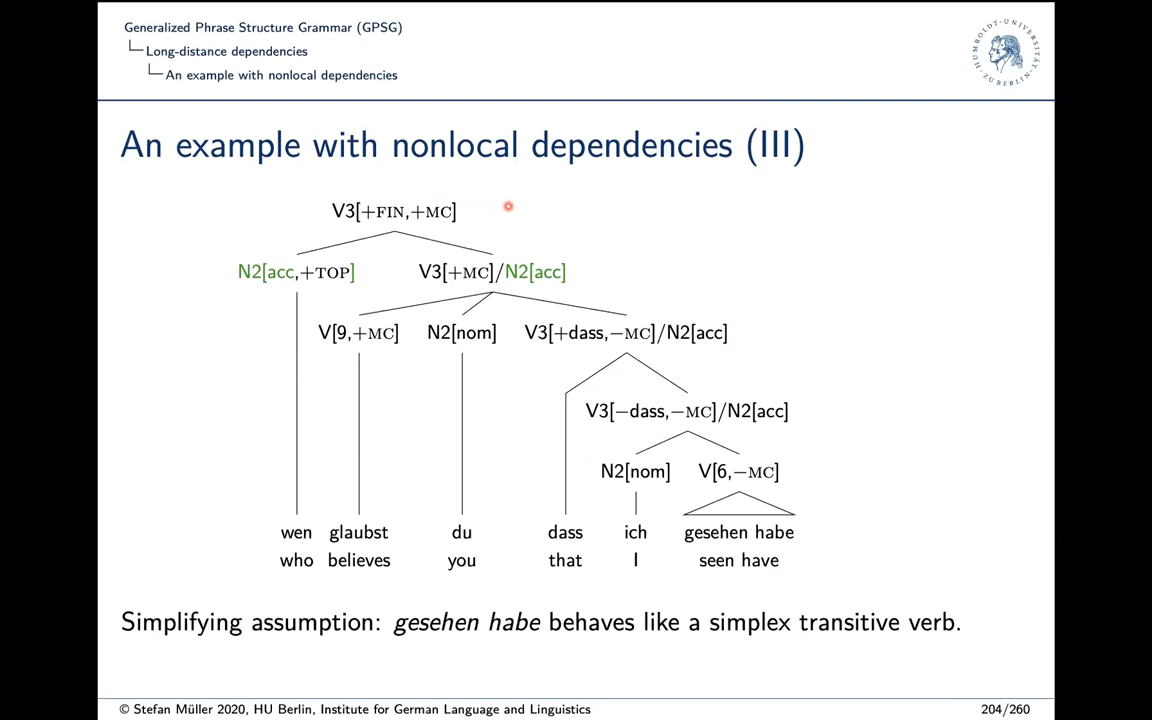 Generalized Phrase Structure Grammar (GPSG)
Long-distance dependencies
An example with nonlocal dependencies
HUMBOLDT-UNIVERSITÄT ZU BERLIN
An example with nonlocal dependencies (III)
V3[+FIN,+MC]
N2[acc,+TOP] V3[+MC]/N2[acc]
V[9,+MC] N2[nom] V3[+dass,−MC]/N2[acc]
V3[−dass,−MC]/N2[acc]
N2[nom] V[6,−MC]
wen glaubst du dass ich gesehen habe
who believes you that I seen have
Simplifying assumption: gesehen habe behaves like a simplex transitive verb.
© Stefan Müller 2020, HU Berlin, Institute for German Language and Linguistics 204/260